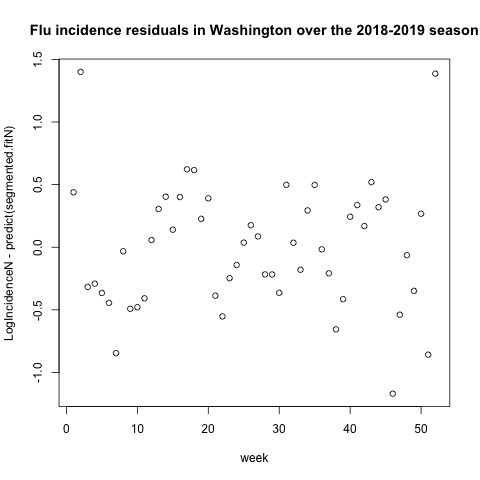 Flu incidence residuals in Washington over the 2018-2019 season
LogIncidenceN - predict(segmented.fitN)
1.5
1.0
0.5
0.0
-0.5
-1.0
0 10 20 30 40 50
week